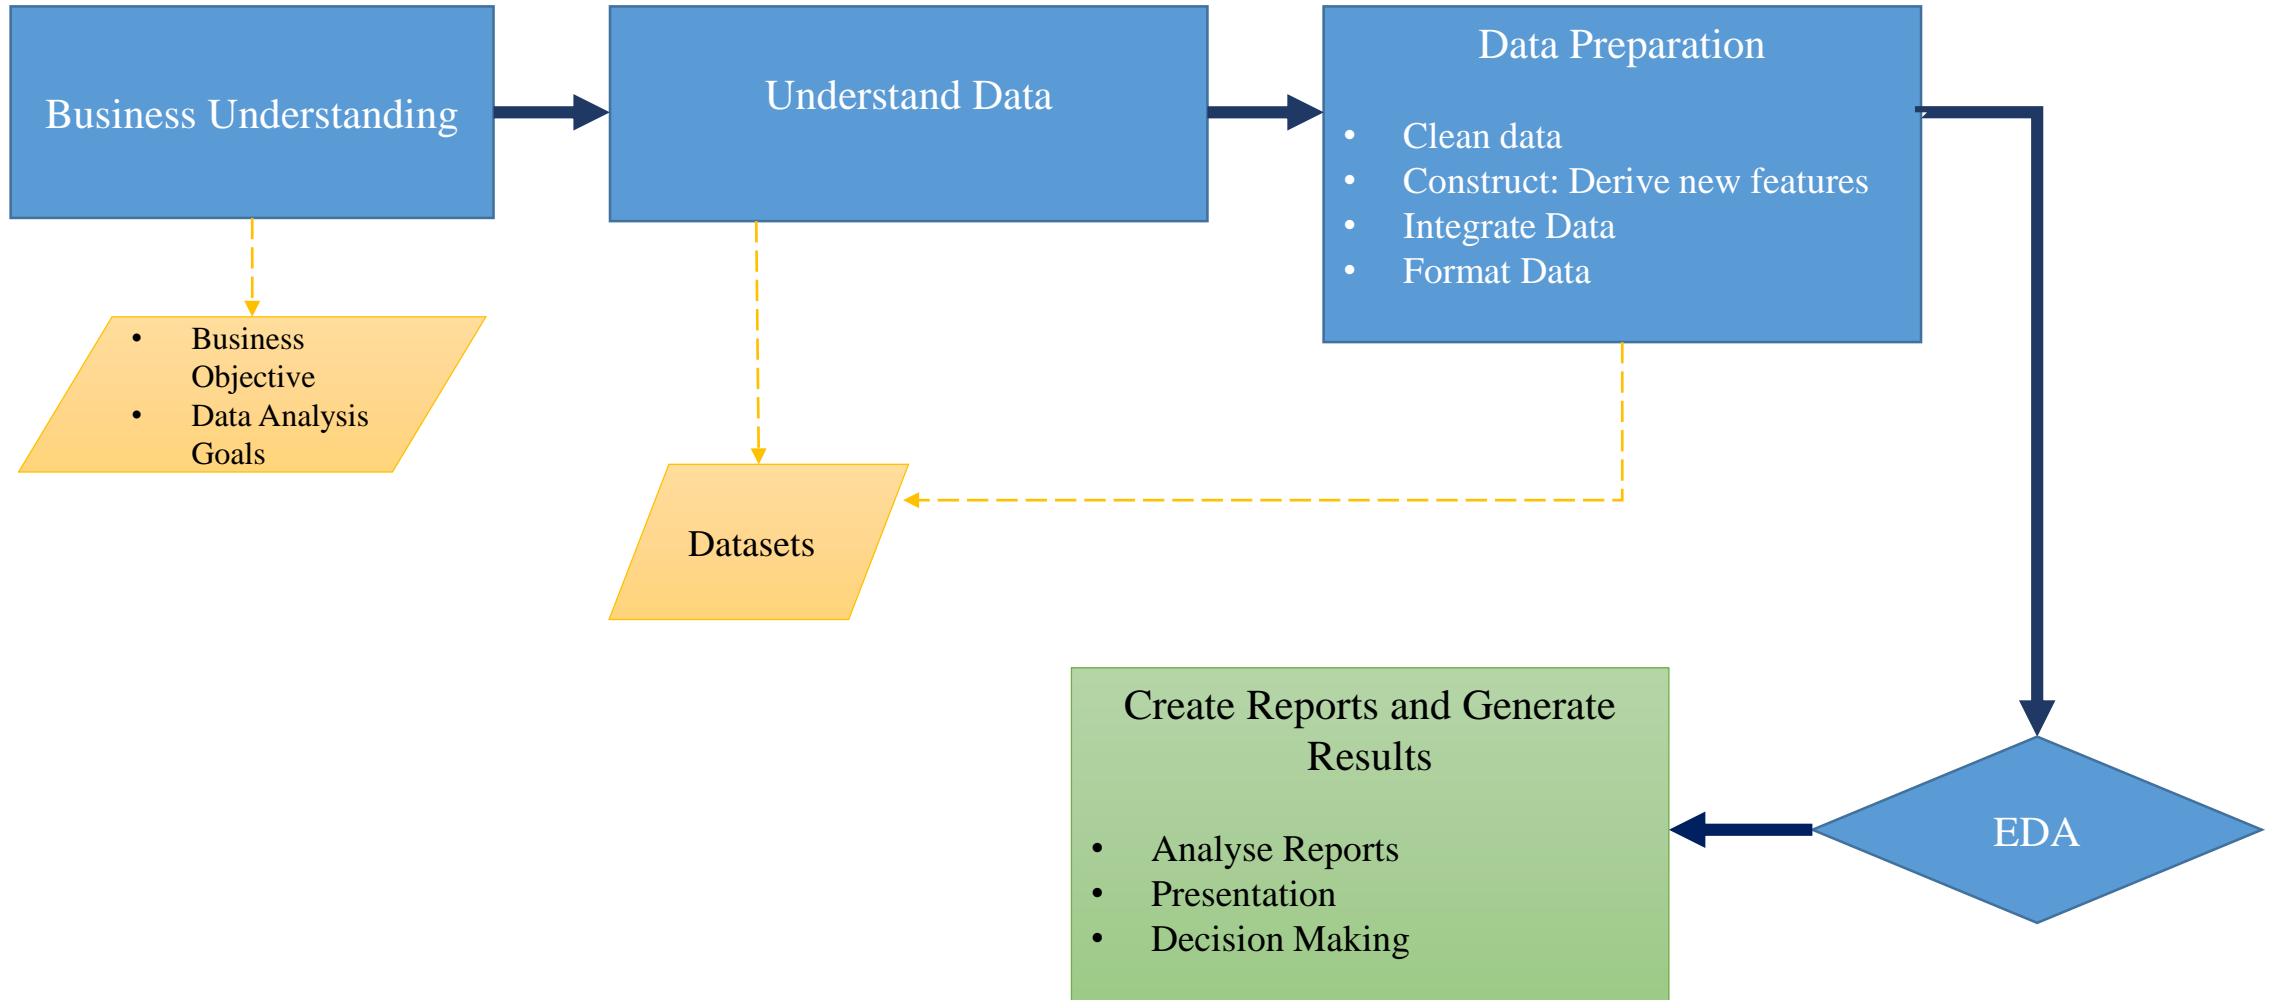 Business Understanding
Understand Data
Data Preparation
• Clean data
• Construct: Derive new features
• Integrate Data
• Format Data
• Business
Objective
• Data Analysis
Goals
Datasets
Create Reports and Generate
Results
• Analyse Reports
• Presentation
• Decision Making
EDA